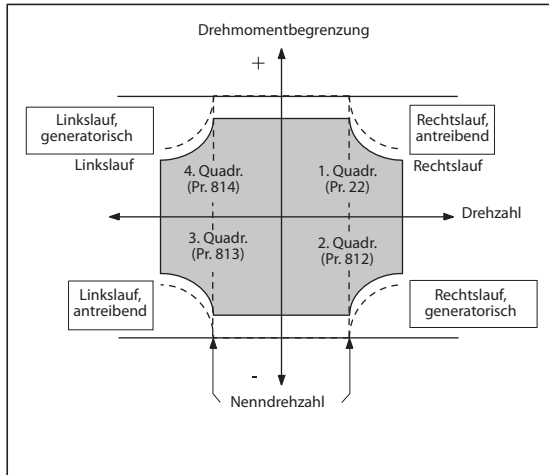 Drehmomentbegrenzung
+
Linkslauf,
generatorisch
Rechtslauf,
antreibend
Linkslauf
Rechtslauf
4. Quadr.
(Pr. 814)
1. Quadr.
(Pr. 22)
Drehzahl
3. Quadr.
(Pr. 813)
2. Quadr.
(Pr. 812)
Linkslauf,
antreibend
Rechtslauf,
generatorisch
-
Nenndrehzahl